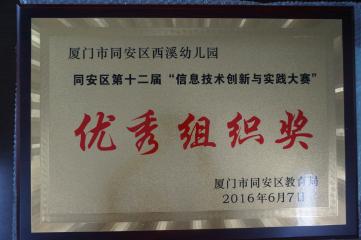 厦门市同安区西溪幼儿园
同安区第十二届“信息技术创新与实践大赛”
优秀组织奖
厦门市同安区教育局
2016年6月7日